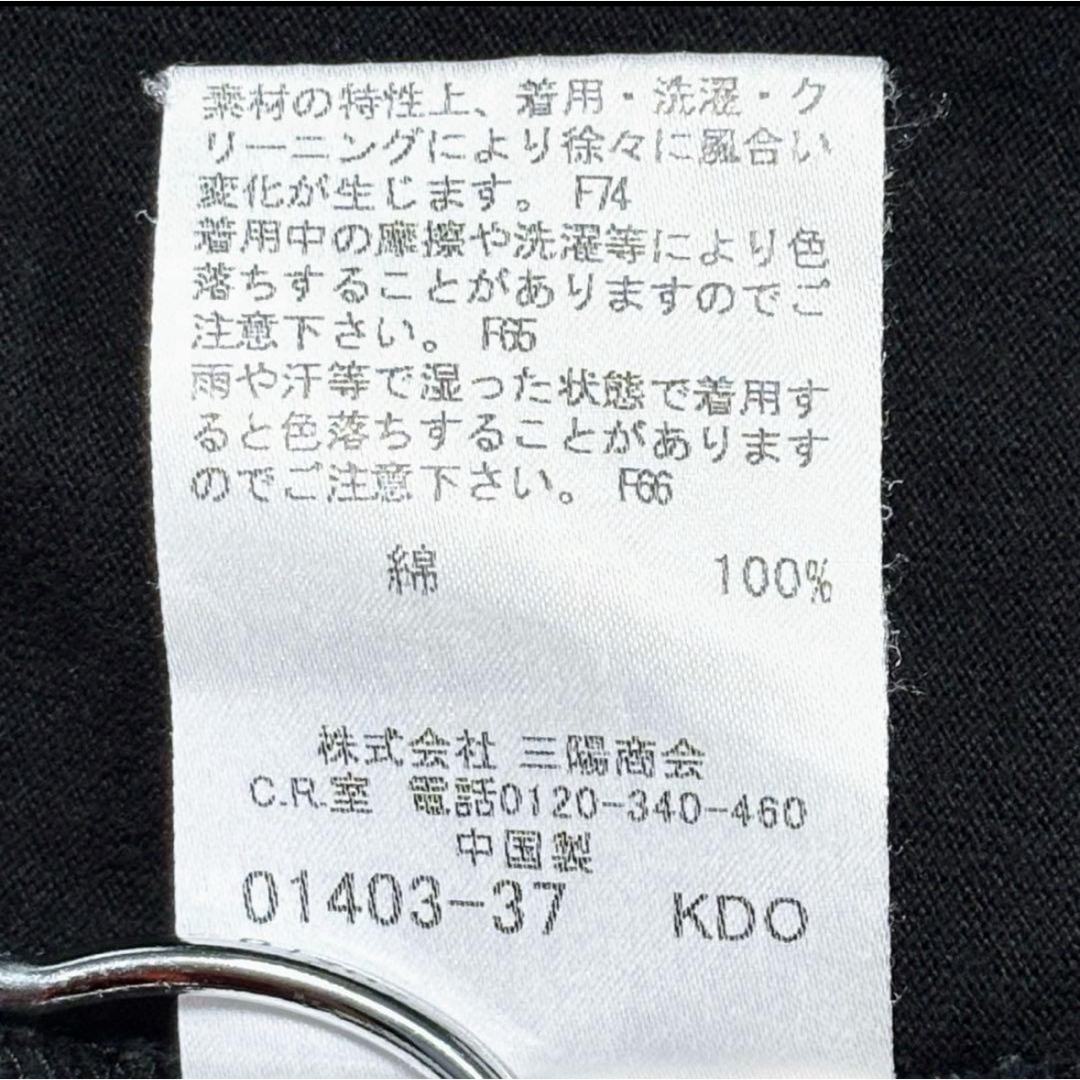 素材の特性上、着用・洗濯・ク
リーニングにより徐々に風合い
変化が生じます。 F74
着用中の摩擦や洗濯等により色
落ちすることがありますのでご
注意下さい。 F65
雨や汗等で湿った状態で着用す
ると色落ちすることがあります
のでご注意下さい。 F66
綿 100%
株式会社 三陽商会
C.R.室 電話0120-340-460
中国製
01403-37 KDO